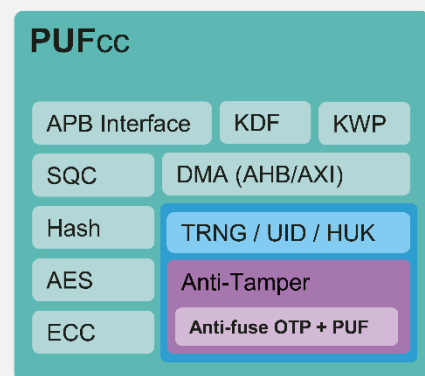 PUFcc
APB Interface
KDF
KWP
SQC
DMA (AHB/AXI)
Hash
TRNG / UID / HUK
AES
Anti-Tamper
ECC
Anti-fuse OTP + PUF